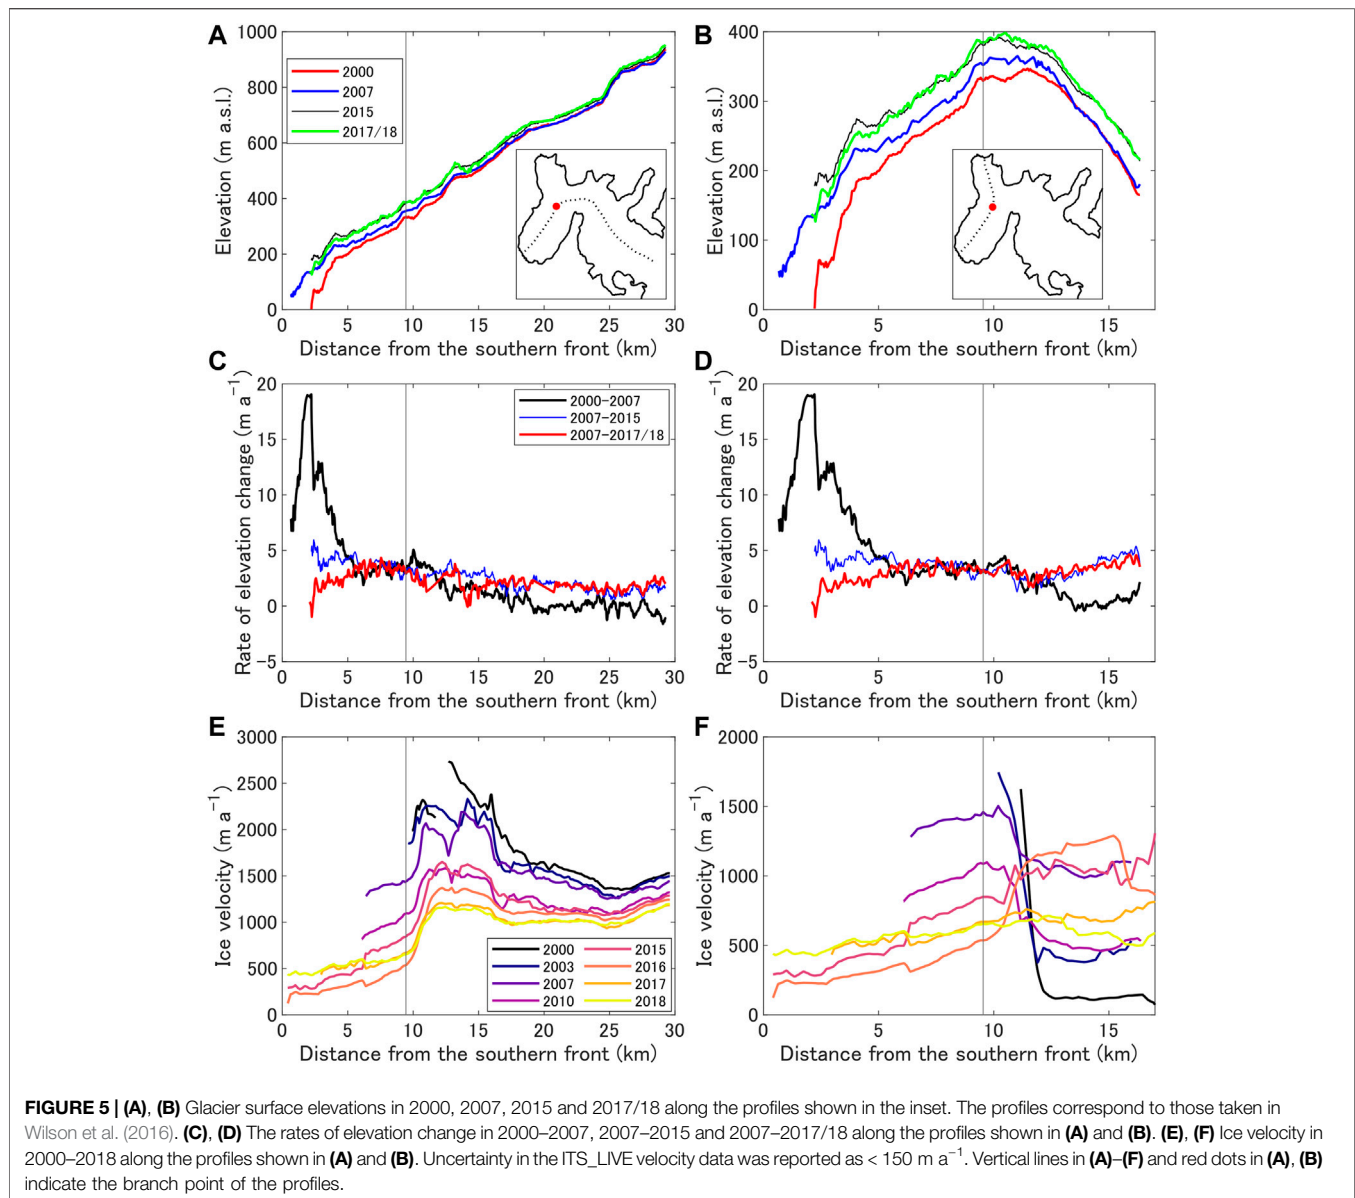 A
B
1000
800
600
400
200
0
Elevation (m a.s.l.)
2000
2007
2015
2017/18
0 5 10 15 20 25 30
Distance from the southern front (km)
400
300
200
100
0
Elevation (m a.s.l.)
0 5 10 15
Distance from the southern front (km)
C
D
20
15
10
5
0
−5
Rate of elevation change (m a⁻¹)
2000−2007
2007−2015
2007−2017/18
0 5 10 15 20 25 30
Distance from the southern front (km)
20
15
10
5
0
−5
Rate of elevation change (m a⁻¹)
0 5 10 15
Distance from the southern front (km)
E
F
3000
2500
2000
1500
1000
500
0
Ice velocity (m a⁻¹)
2000 2015
2003 2016
2007 2017
2010 2018
0 5 10 15 20 25 30
Distance from the southern front (km)
2000
1500
1000
500
0
Ice velocity (m a⁻¹)
0 5 10 15
Distance from the southern front (km)
FIGURE 5 | (A), (B) Glacier surface elevations in 2000, 2007, 2015 and 2017/18 along the profiles shown in the inset. The profiles correspond to those taken in
Wilson et al. (2016). (C), (D) The rates of elevation change in 2000–2007, 2007–2015 and 2007–2017/18 along the profiles shown in (A) and (B). (E), (F) Ice velocity in
2000–2018 along the profiles shown in (A) and (B). Uncertainty in the ITS_LIVE velocity data was reported as < 150 m a⁻¹. Vertical lines in (A)–(F) and red dots in (A), (B)
indicate the branch point of the profiles.